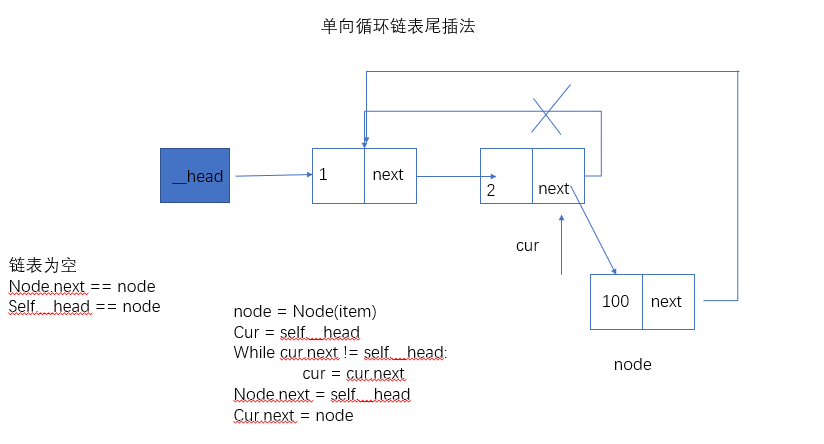 单向循环链表尾插法
__head
1
next
2
next
cur
链表为空
Node.next == node
Self.__head == node
100
next
node
node = Node(item)
Cur = self.__head
While cur.next != self.__head:
cur = cur.next
Node.next = self.__head
Cur.next = node